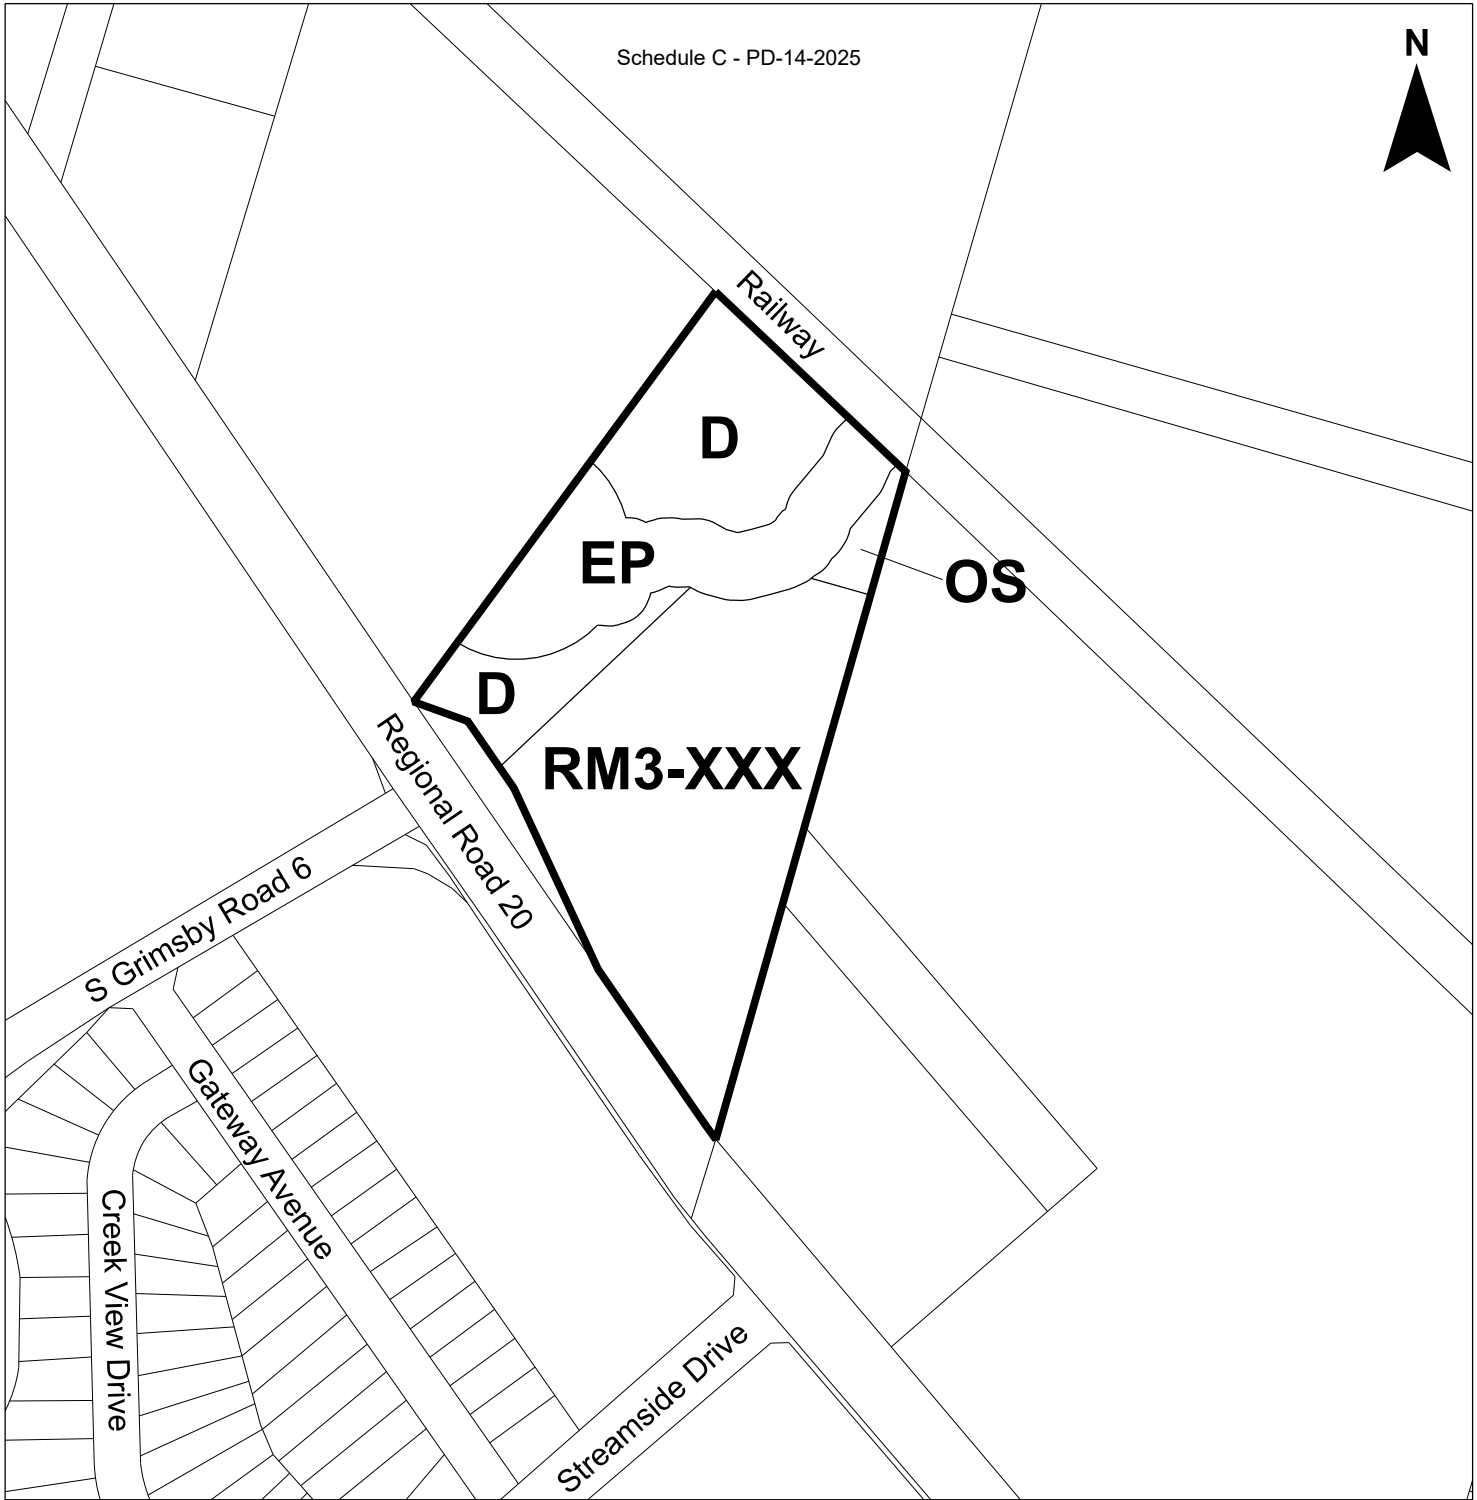 Schedule C - PD-14-2025
N
Railway
D
EP
OS
D
RM3-XXX
Regional Road 20
S Grimsby Road 6
Gateway Avenue
Creek View Drive
Streamside Drive